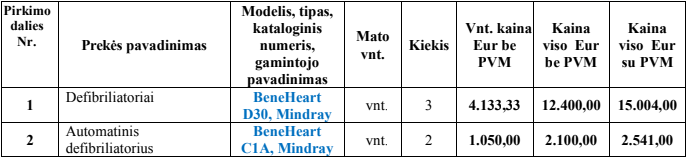 Pirkimo dalies Nr.
Prekės pavadinimas
Modelis, tipas, kataloginis numeris, gamintojo pavadinimas
Mato vnt.
Kiekis
Vnt. kaina Eur be PVM
Kaina viso Eur be PVM
Kaina viso Eur su PVM
1
Defibriliatoriai
BeneHeart
D30, Mindray
vnt.
3
4.133,33
12.400,00
15.004,00
2
Automatinis
defibriliatorius
BeneHeart
C1A, Mindray
vnt.
2
1.050,00
2.100,00
2.541,00